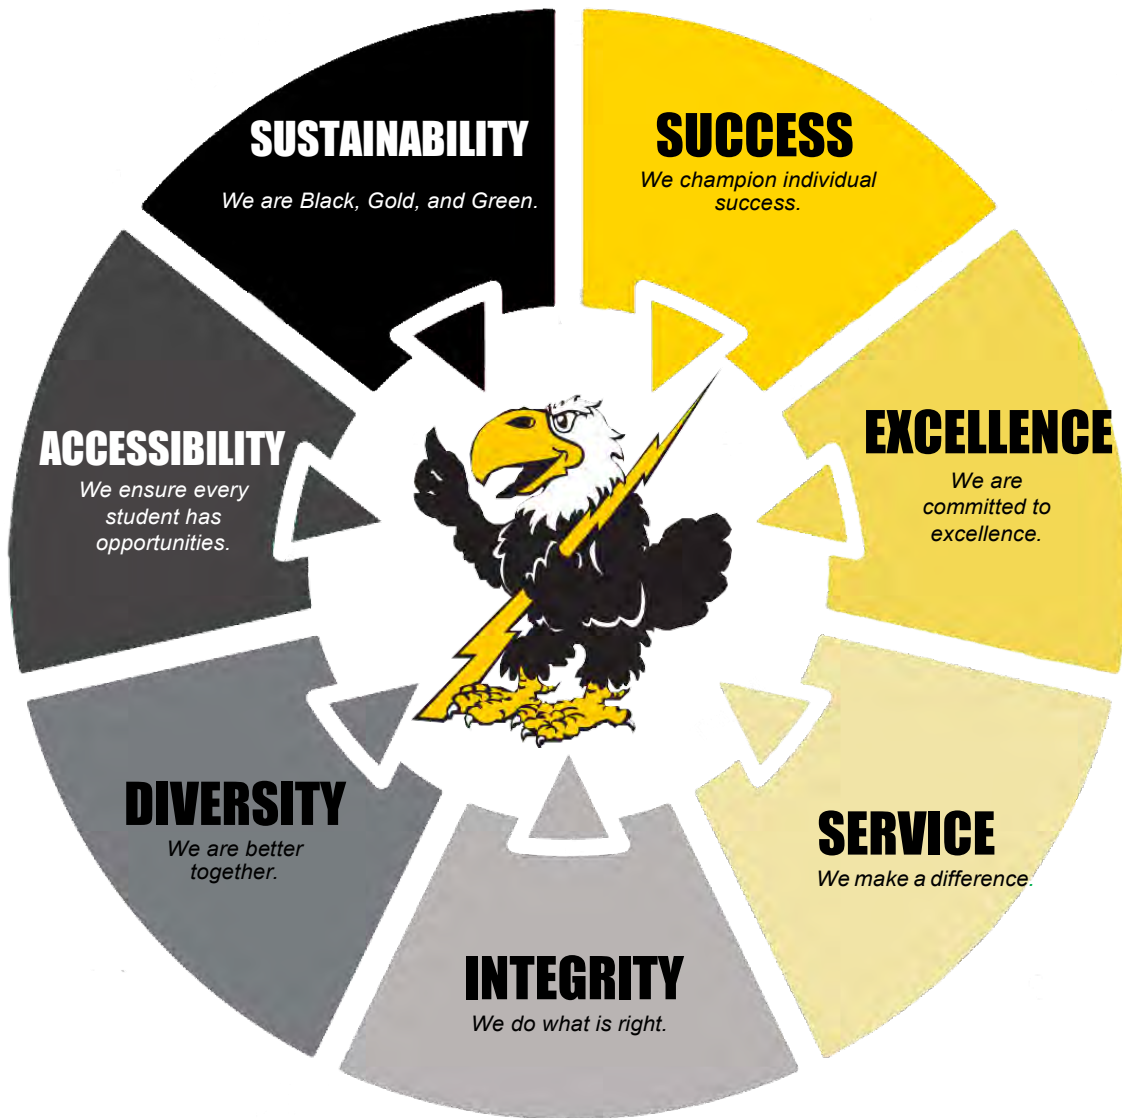 SUSTAINABILITY
We are Black, Gold, and Green.
SUCCESS
We champion individual
success.
EXCELLENCE
We are
committed to
excellence.
SERVICE
We make a difference.
INTEGRITY
We do what is right.
DIVERSITY
We are better
together.
ACCESSIBILITY
We ensure every
student has
opportunities.